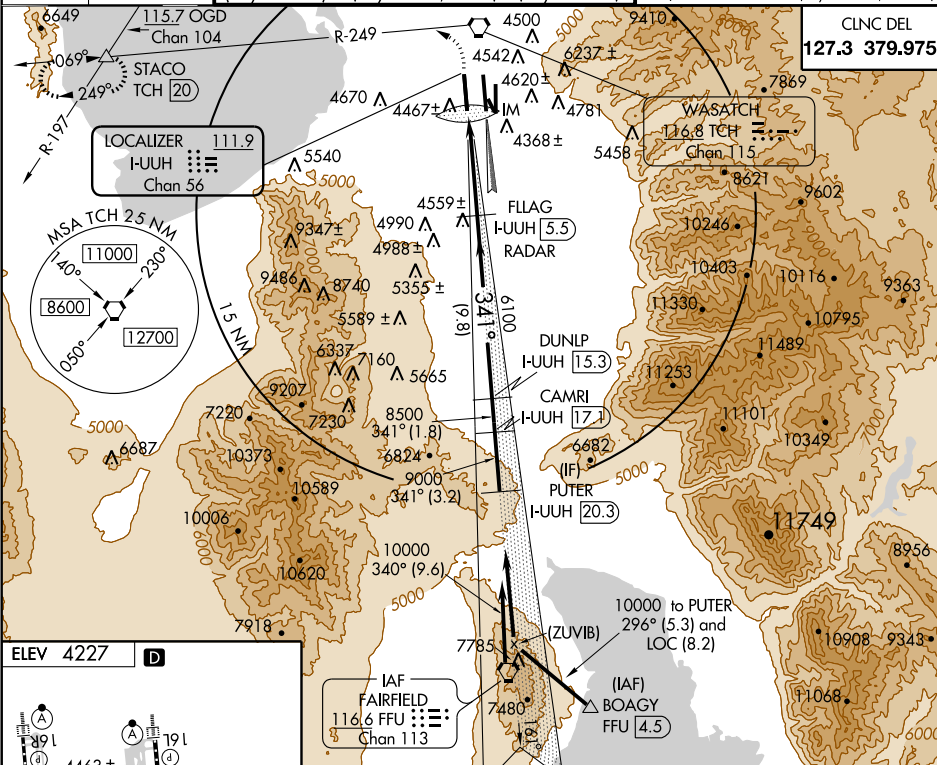 6649
115.7 OGD
Chan 104
069°
STACO
TCH 20
249°
R-197
R-249
4500
9410
CLNC DEL
127.3 379.975
4542
6237 ±
4620 ±
7869
4670
4467 ±
IM
4781
4368 ±
5458
WASATCH
116.8 TCH
Chan 115
LOCALIZER 111.9
I-UUH
Chan 56
5540
5000
8621
9602
4559 ±
4990
4988 ±
FLLAG
I-UUH 5.5
RADAR
10246
MSA TCH 25 NM
11000
140°
230°
8600
12700
050°
9347±
9486
8740
5355 ±
5589 ±
15 NM
(9.8)
341°
6100
10403
10116
9363
11330
10795
11489
DUNLP
I-UUH 15.3
6337
7160
5665
11253
CAMRI
I-UUH 17.1
9207
7220
7230
8500
341° (1.8)
11101
10349
5000
6687
6824
10373
9000
341° (3.2)
6682
5000
(IF)
PUTER
I-UUH 20.3
10589
10006
11749
10000
340° (9.6)
10620
8956
5000
10000 to PUTER
296° (5.3) and
LOC (8.2)
7918
7785
(ZUVIB)
10908
9343
ELEV 4227
D
IAF
FAIRFIELD
116.6 FFU
Chan 113
7480
161°
(IAF)
BOAGY
FFU 4.5
11068
6000
A
A
16R
16L
P
P
4463 ±